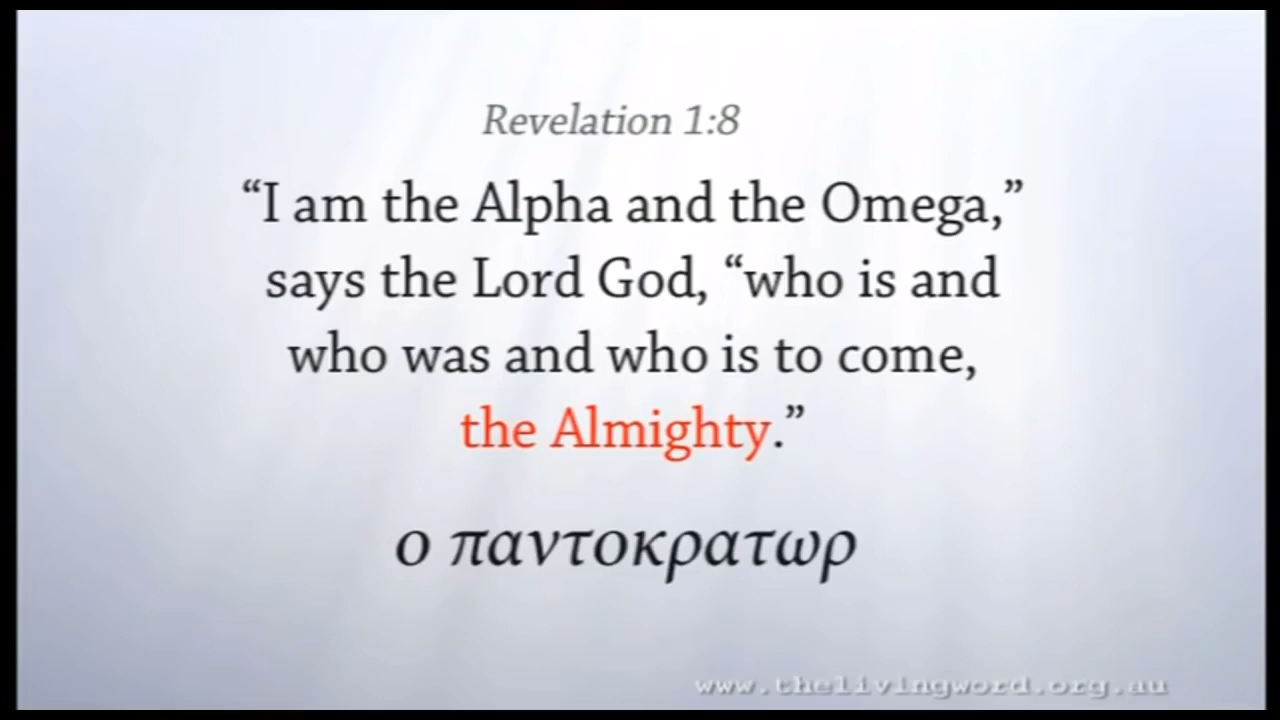 Revelation 1:8
“I am the Alpha and the Omega,”
says the Lord God, “who is and
who was and who is to come,
the Almighty.”
ο παντοκρατωρ
www.thelivingword.org.au